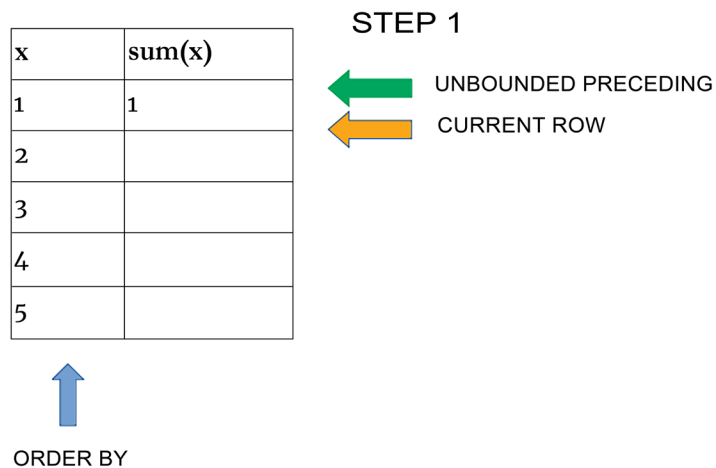 STEP 1
x sum(x)
1 1
2
3
4
5
UNBOUNDED PRECEDING
CURRENT ROW
ORDER BY